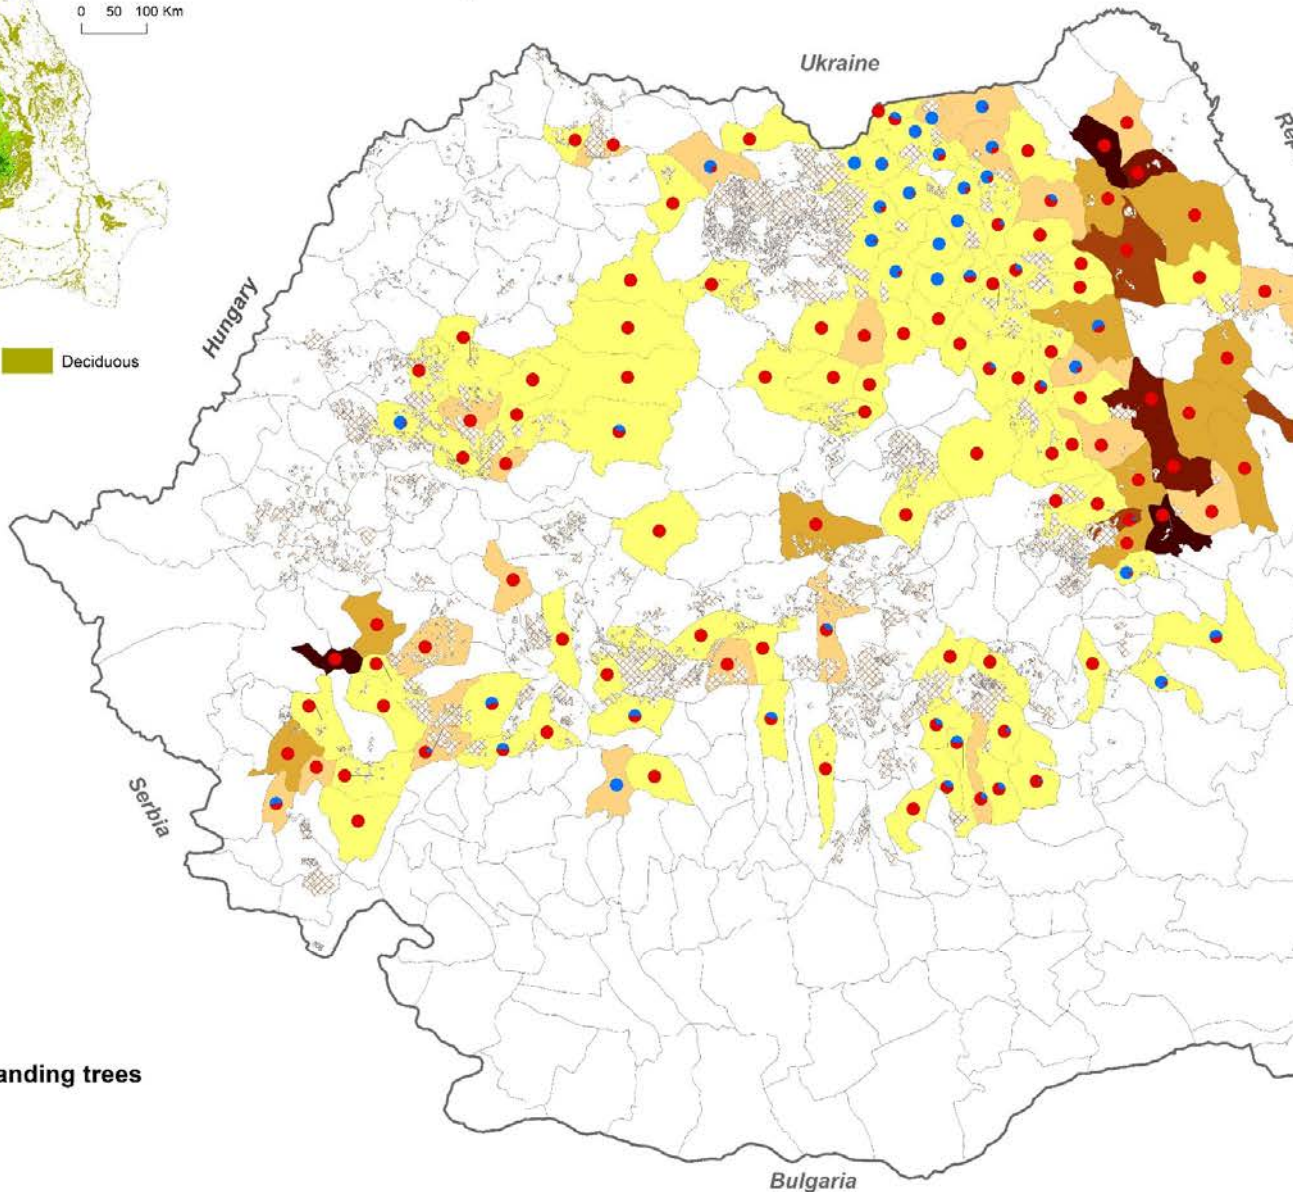 0 50 100 Km
Ukraine
Hungary
Deciduous
Serbia
anding trees
Bulgaria